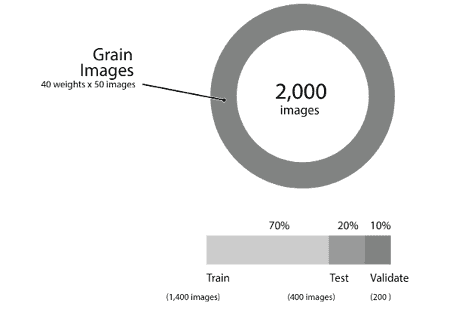 Grain
Images
40 weights x 50 images
2,000
images
70% 20% 10%
Train Test Validate
(1,400 images) (400 images) (200 )